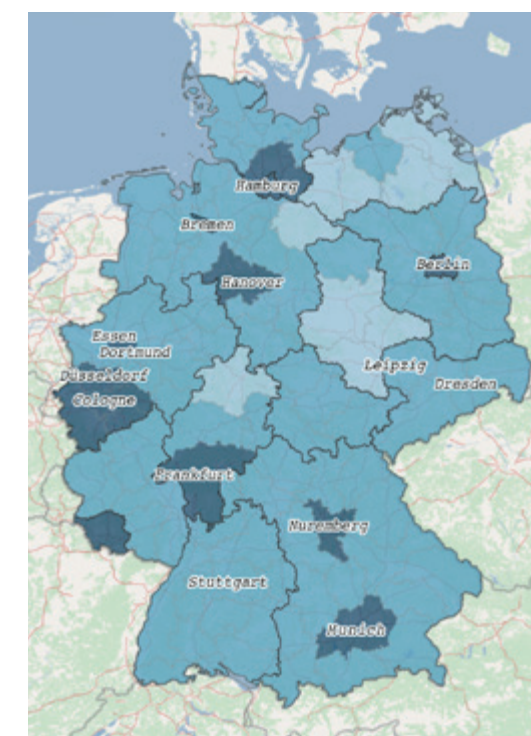 Hamburg
Bremen
Berlin
Hanover
Essen
Dortmund
Leipzig
Düsseldorf
Dresden
Cologne
Frankfurt
Nuremberg
Stuttgart
Munich